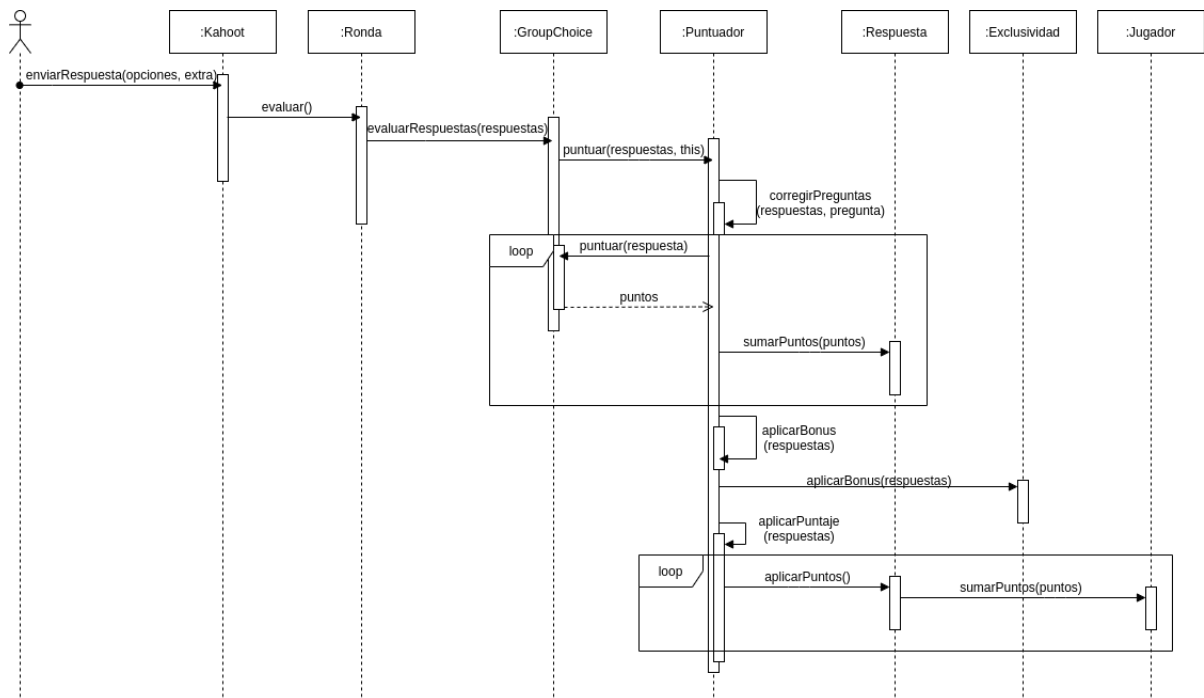 :Kahoot
:Ronda
:GroupChoice
:Puntuador
:Respuesta
:Exclusividad
:Jugador
enviarRespuesta(opciones, extra)
evaluar()
evaluarRespuestas(respuestas)
puntuar(respuestas, this)
corregirPreguntas
(respuestas, pregunta)
loop
puntuar(respuesta)
puntos
sumarPuntos(puntos)
aplicarBonus
(respuestas)
aplicarBonus(respuestas)
aplicarPuntaje
(respuestas)
loop
aplicarPuntos()
sumarPuntos(puntos)